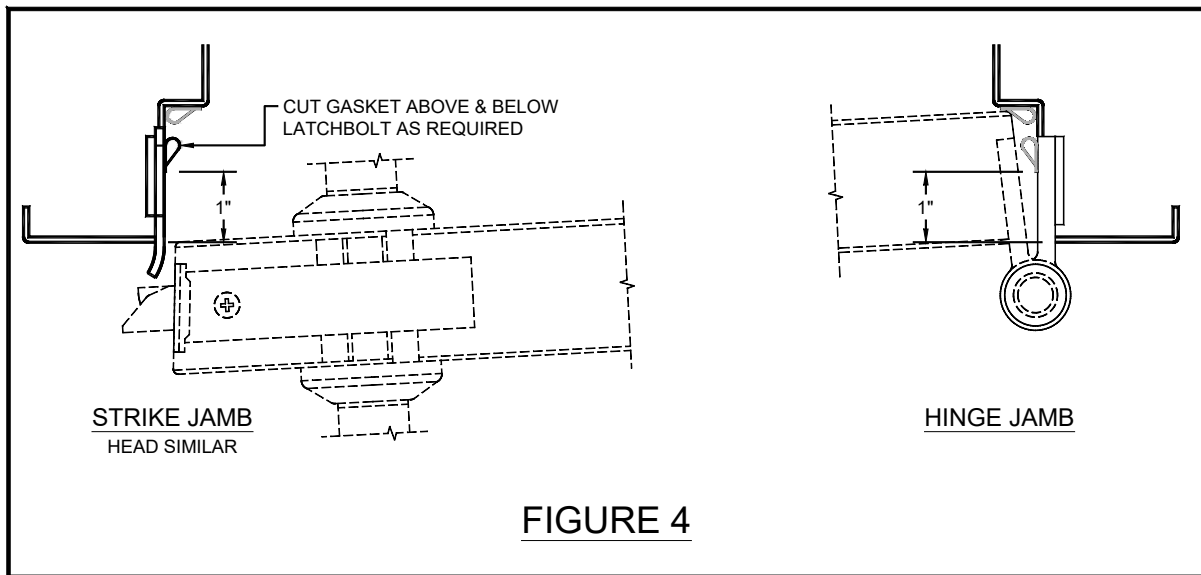 CUT GASKET ABOVE & BELOW
LATCHBOLT AS REQUIRED
1"
1"
STRIKE JAMB
HEAD SIMILAR
HINGE JAMB
FIGURE 4